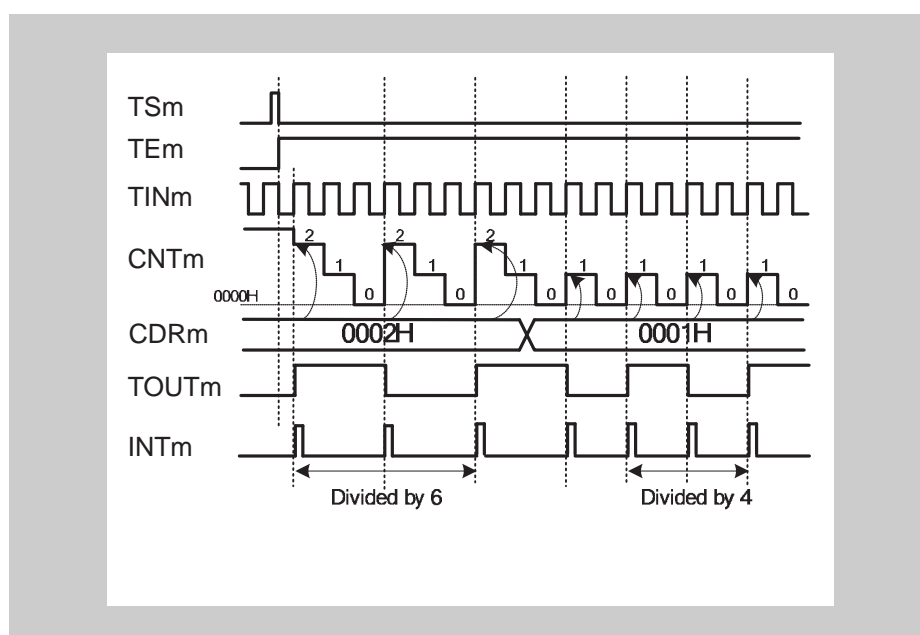 TSm
TEm
TINm
CNTm
2 2 2
1 1 1 1 1 1 1
0 0 0 0 0 0 0
0000H
CDRm 0002H 0001H
TOUTm
INTm
Divided by 6 Divided by 4